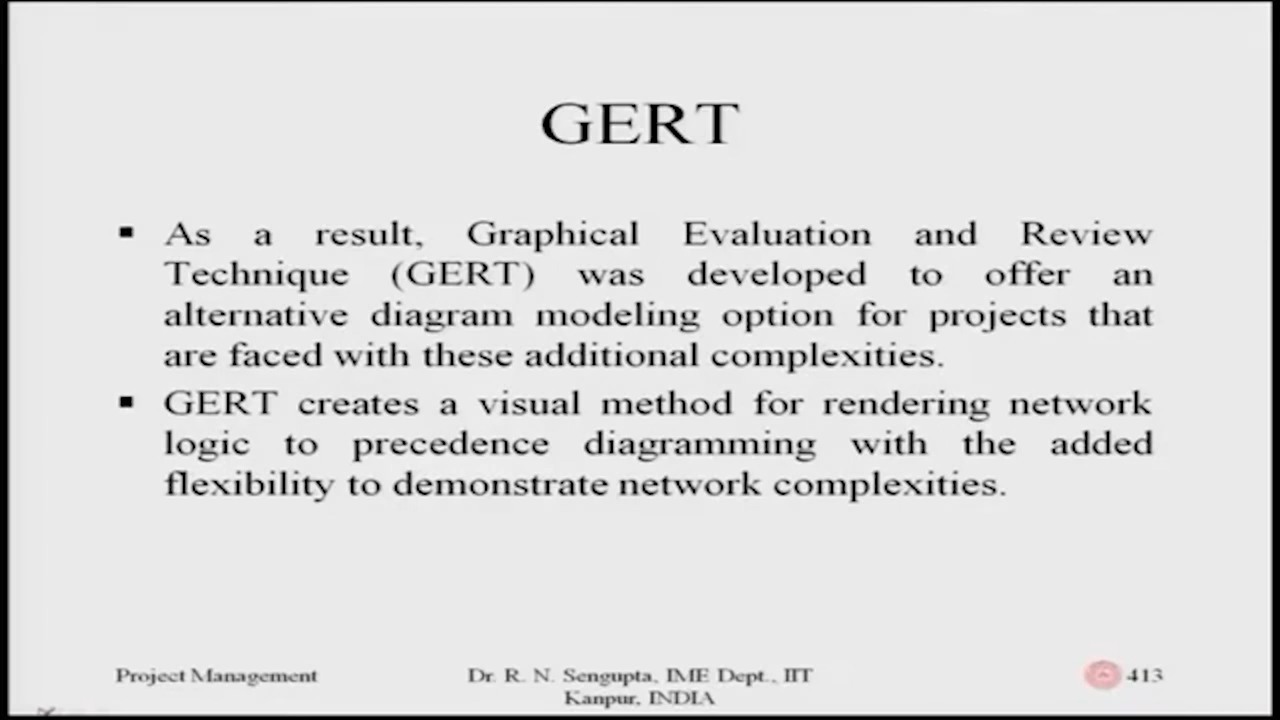 GERT
▪ As a result, Graphical Evaluation and Review
Technique (GERT) was developed to offer an
alternative diagram modeling option for projects that
are faced with these additional complexities.
▪ GERT creates a visual method for rendering network
logic to precedence diagramming with the added
flexibility to demonstrate network complexities.
Project Management
Dr. R. N. Sengupta, IME Dept., IIT
Kanpur, INDIA
413